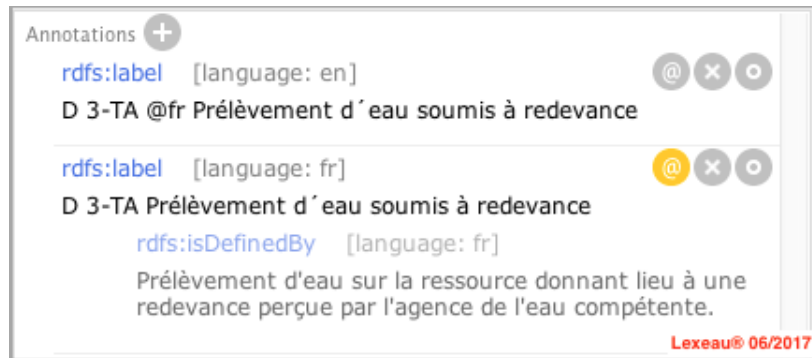 Annotations +
rdfs:label [language: en] @ × o
D 3-TA @fr Prélèvement d´eau soumis à redevance
rdfs:label [language: fr] @ × o
D 3-TA Prélèvement d´eau soumis à redevance
rdfs:isDefinedBy [language: fr]
Prélèvement d'eau sur la ressource donnant lieu à une
redevance perçue par l'agence de l'eau compétente.
Lexeau® 06/2017